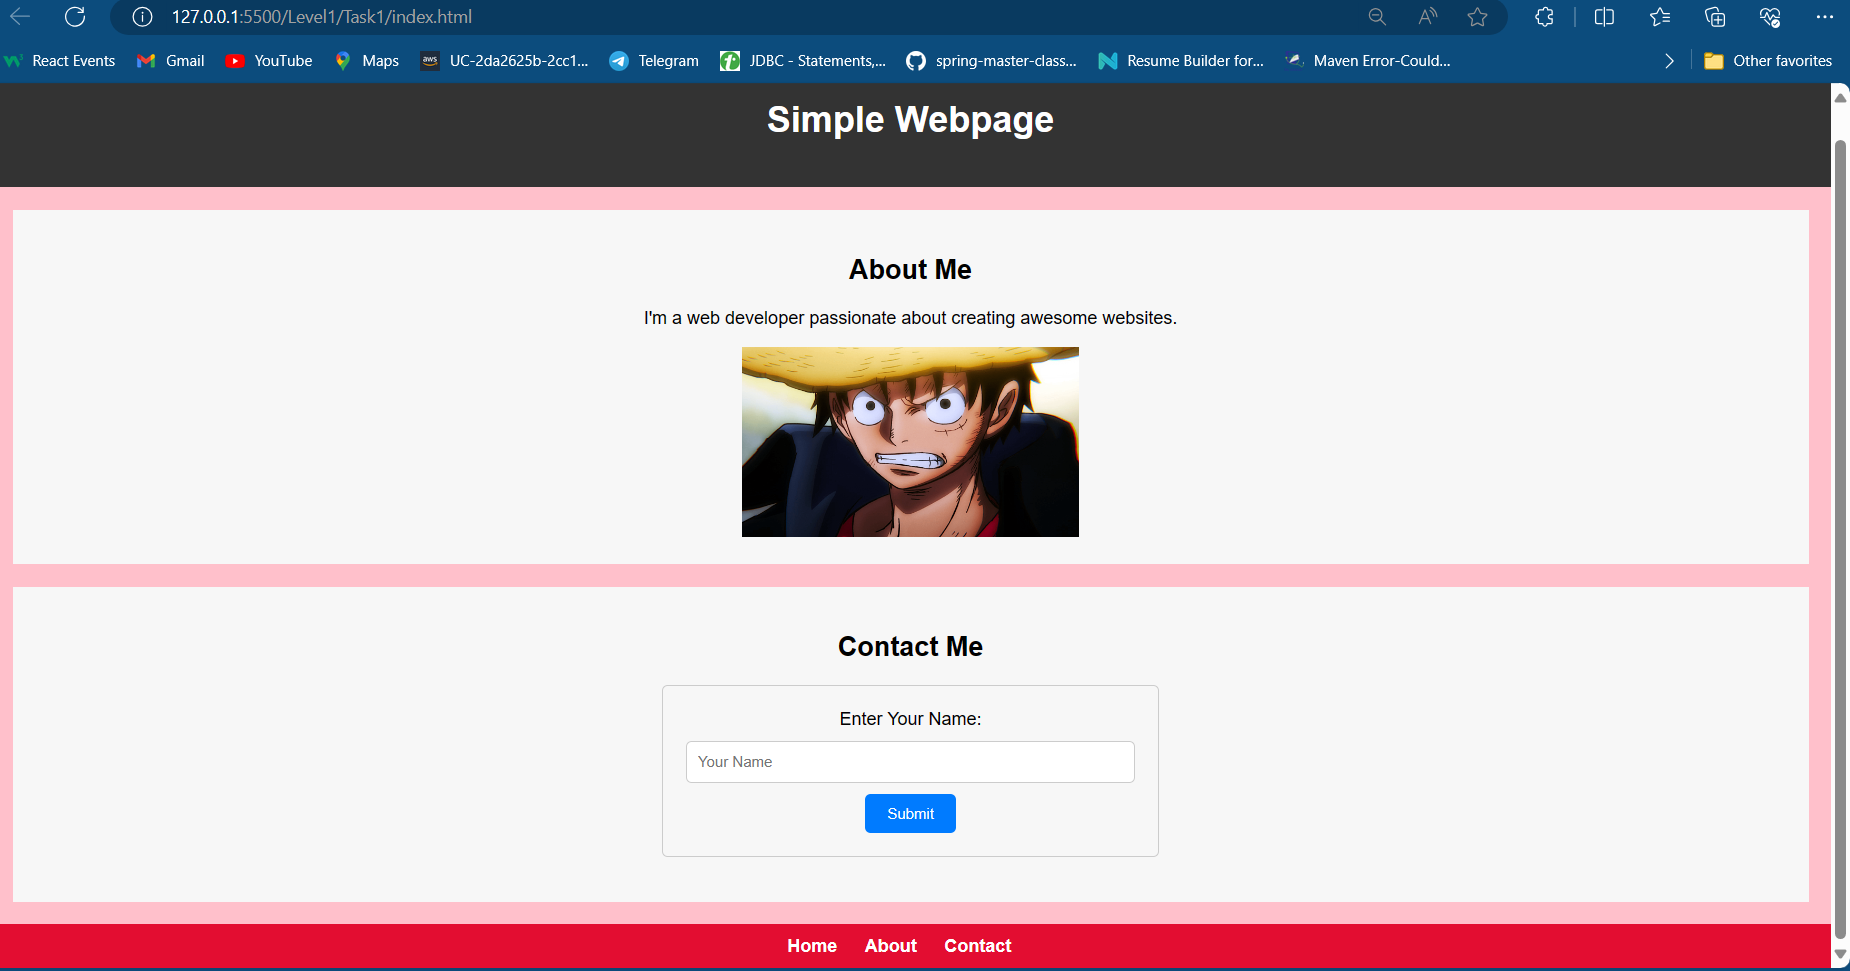 127.0.0.1:5500/Level1/Task1/index.html
React Events Gmail YouTube Maps aws UC-2da2625b-2cc1... Telegram JDBC - Statements,... spring-master-class... Resume Builder for... Maven Error-Could... Other favorites
Simple Webpage
About Me
I'm a web developer passionate about creating awesome websites.
Contact Me
Enter Your Name:
Your Name
Submit
Home About Contact